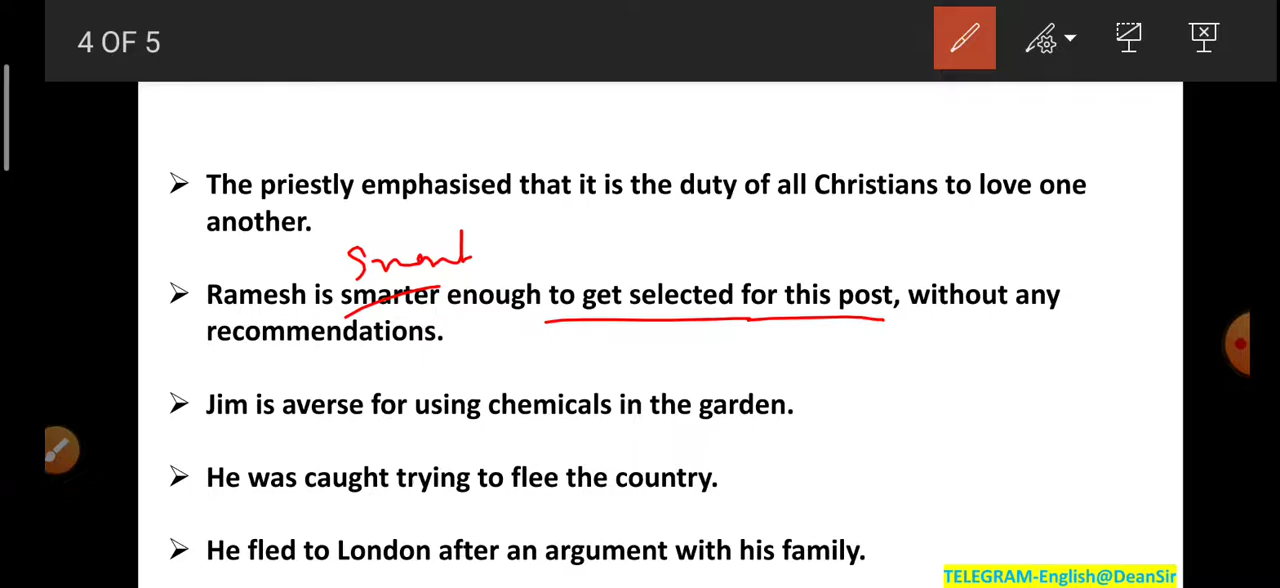 4 OF 5
➤ The priestly emphasised that it is the duty of all Christians to love one
another.
smart
➤ Ramesh is smarter enough to get selected for this post, without any
recommendations.
➤ Jim is averse for using chemicals in the garden.
➤ He was caught trying to flee the country.
➤ He fled to London after an argument with his family.
TELEGRAM-English@DeanSir